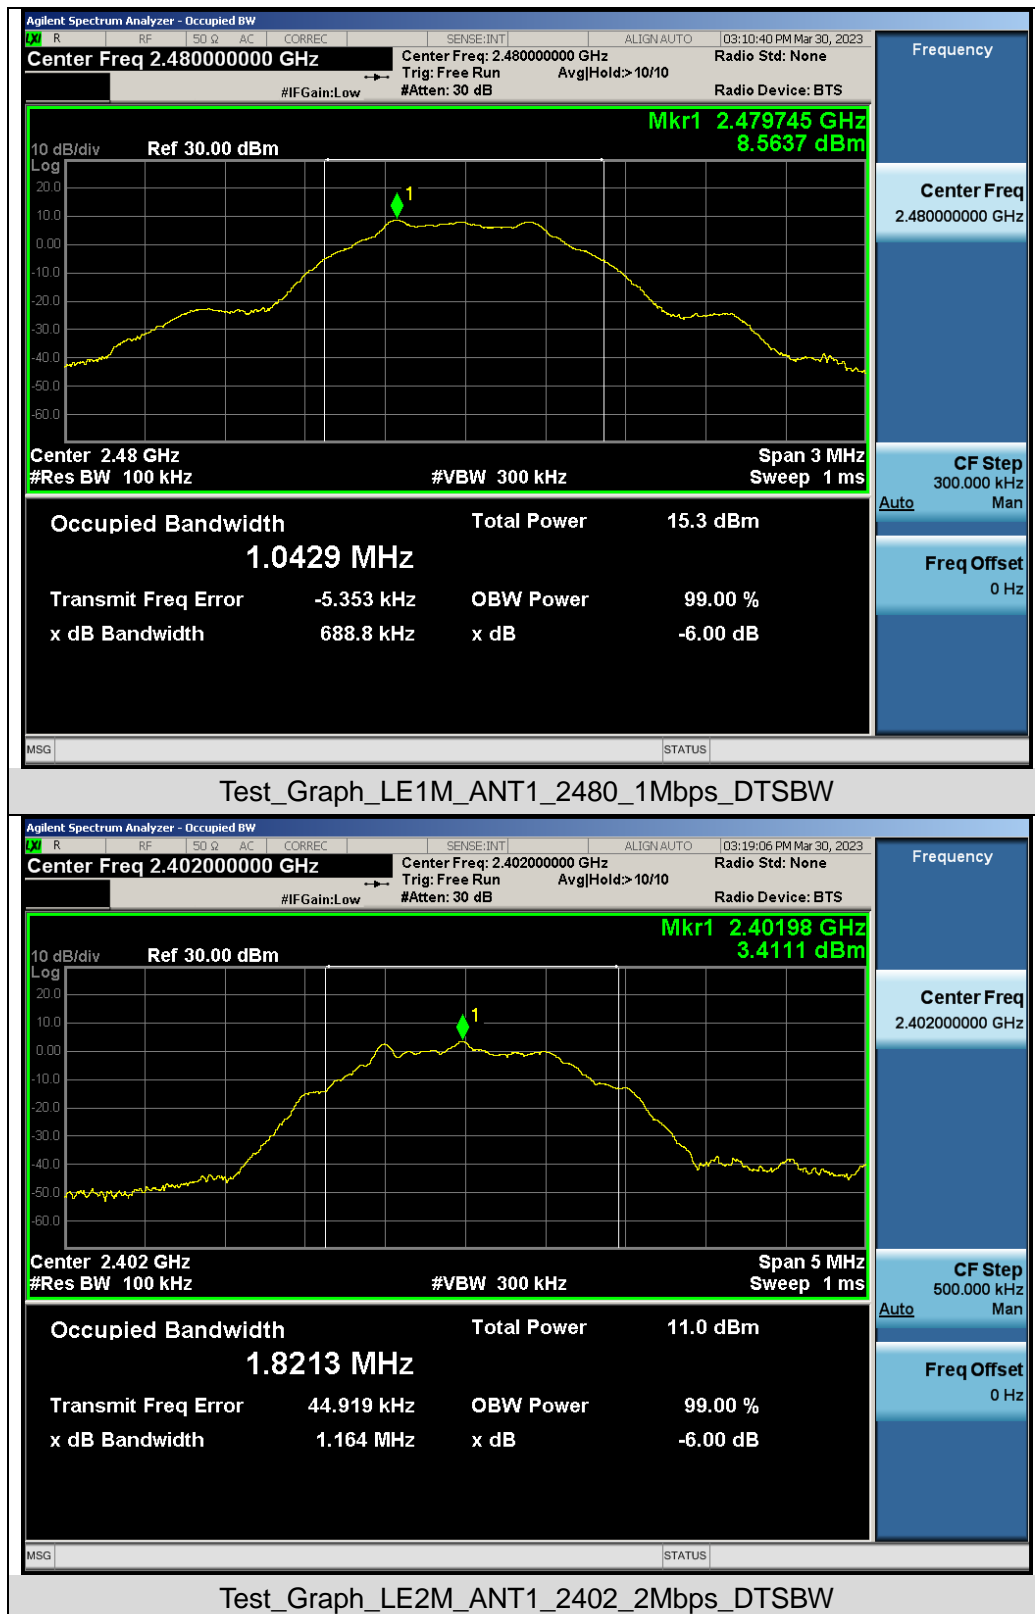 Agilent Spectrum Analyzer - Occupied BW
LXI R RF 50 Ω AC CORREC SENSE:INT ALIGN AUTO 03:10:40 PM Mar 30, 2023
Center Freq 2.480000000 GHz Center Freq: 2.480000000 GHz Radio Std: None Frequency
Trig: Free Run Avg|Hold:>10/10
#IFGain:Low #Atten: 30 dB Radio Device: BTS
Mkr1 2.479745 GHz
10 dB/div Ref 30.00 dBm 8.5637 dBm
Log
20.0
1
Center Freq
2.480000000 GHz
10.0
0.00
-10.0
-20.0
-30.0
-40.0
-50.0
-60.0
Center 2.48 GHz Span 3 MHz
#Res BW 100 kHz #VBW 300 kHz Sweep 1 ms
CF Step
300.000 kHz
Auto Man
Occupied Bandwidth Total Power 15.3 dBm
1.0429 MHz
Freq Offset
0 Hz
Transmit Freq Error -5.353 kHz OBW Power 99.00 %
x dB Bandwidth 688.8 kHz x dB -6.00 dB
MSG STATUS
Test_Graph_LE1M_ANT1_2480_1Mbps_DTSBW
Agilent Spectrum Analyzer - Occupied BW
LXI R RF 50 Ω AC CORREC SENSE:INT ALIGN AUTO 03:19:06 PM Mar 30, 2023
Center Freq 2.402000000 GHz Center Freq: 2.402000000 GHz Radio Std: None Frequency
Trig: Free Run Avg|Hold:>10/10
#IFGain:Low #Atten: 30 dB Radio Device: BTS
Mkr1 2.40198 GHz
10 dB/div Ref 30.00 dBm 3.4111 dBm
Log
20.0
Center Freq
2.402000000 GHz
1
10.0
0.00
-10.0
-20.0
-30.0
-40.0
-50.0
-60.0
Center 2.402 GHz Span 5 MHz
#Res BW 100 kHz #VBW 300 kHz Sweep 1 ms
CF Step
500.000 kHz
Auto Man
Occupied Bandwidth Total Power 11.0 dBm
1.8213 MHz
Freq Offset
0 Hz
Transmit Freq Error 44.919 kHz OBW Power 99.00 %
x dB Bandwidth 1.164 MHz x dB -6.00 dB
MSG STATUS
Test_Graph_LE2M_ANT1_2402_2Mbps_DTSBW